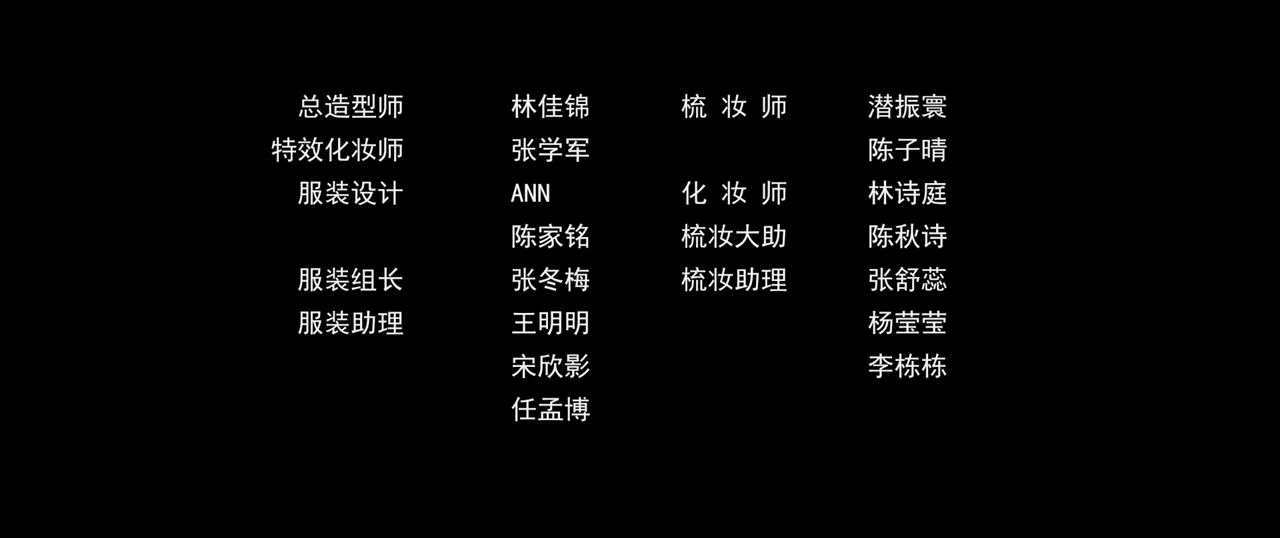 总造型师 林佳锦 梳妆师 潜振寰
特效化妆师 张学军 陈子晴
服装设计 ANN 化妆师 林诗庭
陈家铭 梳妆大助 陈秋诗
服装组长 张冬梅 梳妆助理 张舒蕊
服装助理 王明明 杨莹莹
宋欣影 李栋栋
任孟博